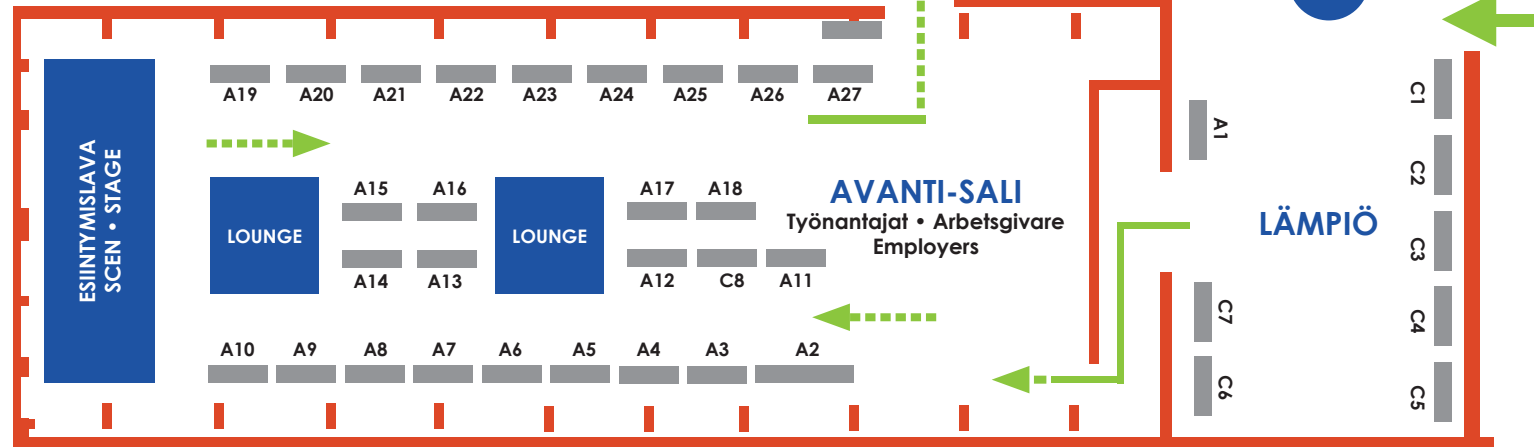 A19 A20 A21 A22 A23 A24 A25 A26 A27
ESIINTYMISLAVA
SCEN • STAGE
LOUNGE
A15 A16
A14 A13
LOUNGE
A17 A18
A12 C8 A11
AVANTI-SALI
Työnantajat • Arbetsgivare
Employers
A10 A9 A8 A7 A6 A5 A4 A3 A2
A1
LÄMPIÖ
C7
C6
C1
C2
C3
C4
C5